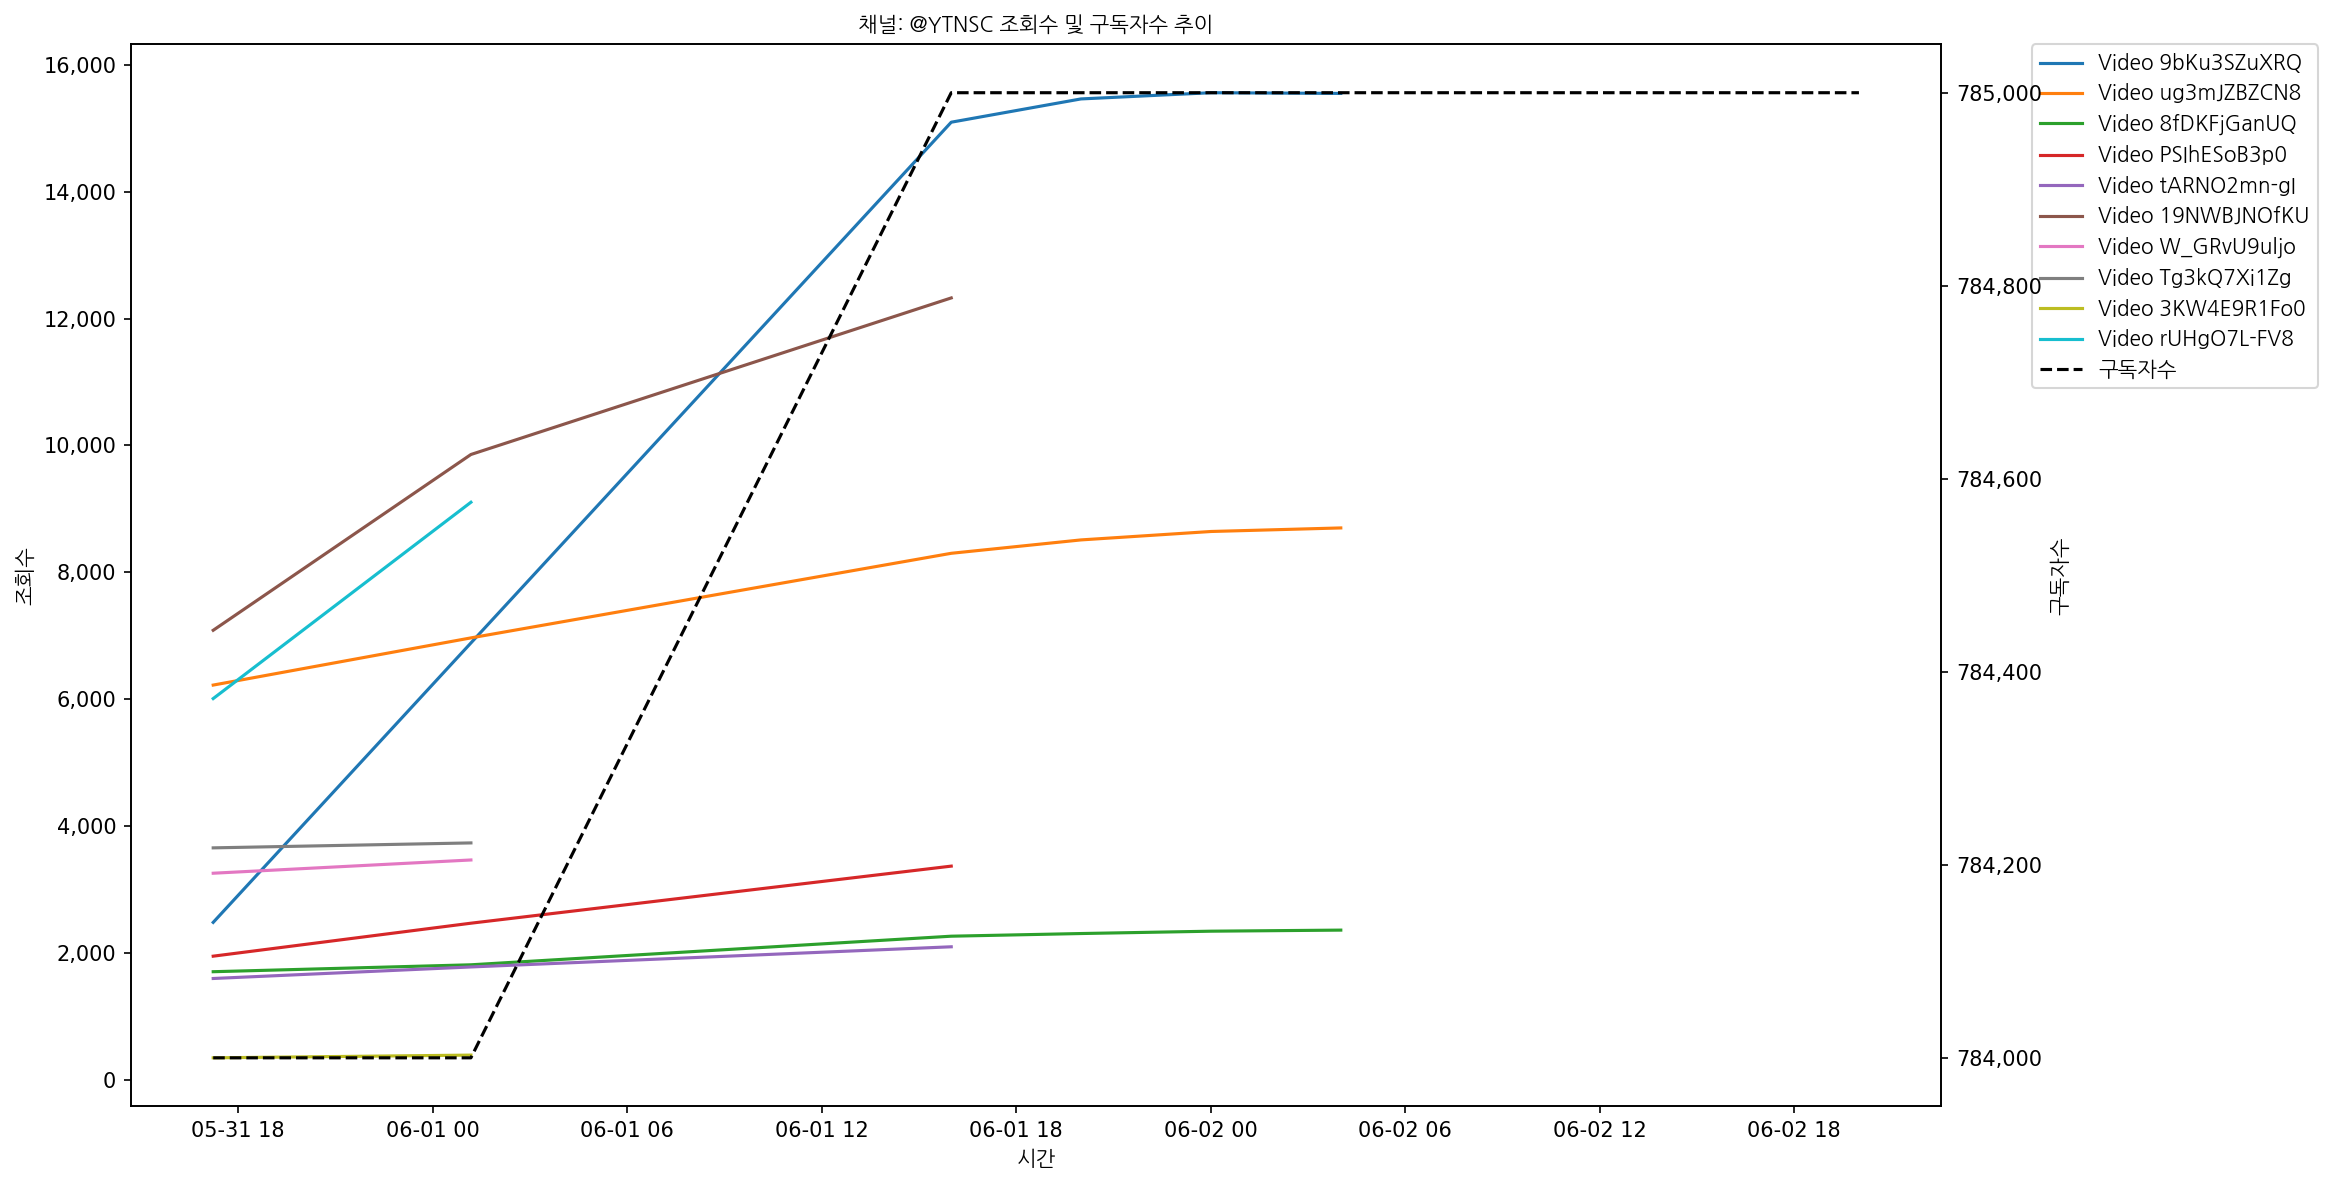 채널: @YTNSC 조회수 및 구독자수 추이
16,000
14,000
12,000
10,000
8,000
6,000
4,000
2,000
0
조회수
785,000
784,800
784,600
784,400
784,200
784,000
구독자수
05-31 18
06-01 00
06-01 06
06-01 12
06-01 18
06-02 00
06-02 06
06-02 12
06-02 18
시간
Video 9bKu3SZuXRQ
Video ug3mJZBZCN8
Video 8fDKFjGanUQ
Video PSJhESoB3p0
Video tARNO2mn-gI
Video 19NWBJNOfKU
Video W_GRvU9uljo
Video Tg3kQ7Xi1Zg
Video 3KW4E9R1Fo0
Video rUHgO7L-FV8
구독자수